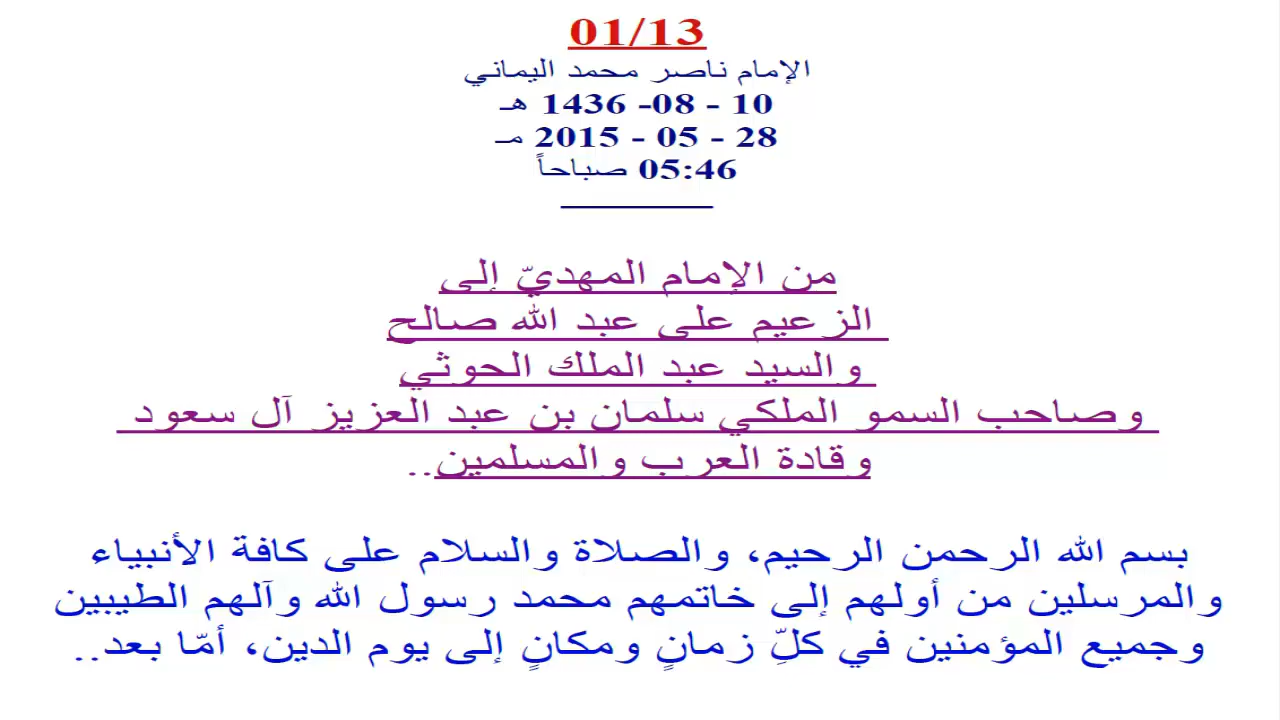 01/13
الإمام ناصر محمد اليماني
10 - 08- 1436 هـ
28 - 05 - 2015 مـ
05:46 صباحاً
من الإمام المهديّ إلى
الزعيم على عبد الله صالح
والسيد عبد الملك الحوثي
وصاحب السمو الملكي سلمان بن عبد العزيز آل سعود
وقادة العرب والمسلمين..
بسم الله الرحمن الرحيم، والصلاة والسلام على كافة الأنبياء
والمرسلين من أولهم إلى خاتمهم محمد رسول الله وآلهم الطيبين
وجميع المؤمنين في كلِّ زمانٍ ومكانٍ إلى يوم الدين، أمّا بعد..